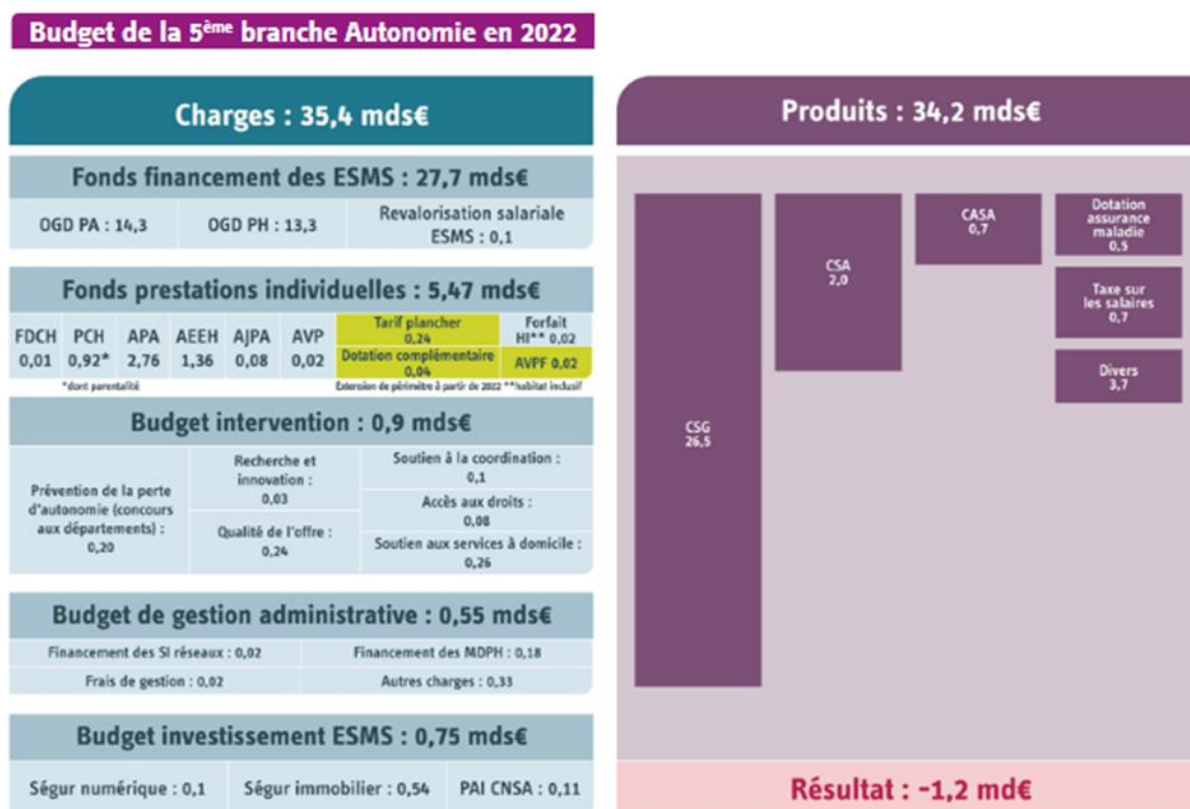 Budget de la 5ème branche Autonomie en 2022
Charges : 35,4 mds€
Fonds financement des ESMS : 27,7 mds€
OGD PA : 14,3
OGD PH : 13,3
Revalorisation salariale
ESMS : 0,1
Fonds prestations individuelles : 5,47 mds€
FDCH
0,01
PCH
0,92*
APA
2,76
AEEH
1,36
AJPA
0,08
AVP
0,02
Tarif plancher
0,24
Dotation complémentaire
0,04
Forfait
HI** 0,02
AVPF 0,02
*dont parentalité
Extension de périmètre à partir de 2022 **habitat inclusif
Budget intervention : 0,9 mds€
Prévention de la perte
d'autonomie (concours
aux départements) :
0,20
Recherche et
innovation :
0,03
Qualité de l'offre :
0,24
Soutien à la coordination :
0,1
Accès aux droits :
0,08
Soutien aux services à domicile :
0,26
Budget de gestion administrative : 0,55 mds€
Financement des SI réseaux : 0,02
Financement des MDPH : 0,18
Frais de gestion : 0,02
Autres charges : 0,33
Budget investissement ESMS : 0,75 mds€
Ségur numérique : 0,1
Ségur immobilier : 0,54
PAI CNSA : 0,11
Produits : 34,2 mds€
CSG
26,5
CSA
2,0
CASA
0,7
Dotation
assurance
maladie
0,5
Taxe sur
les salaires
0,7
Divers
3,7
Résultat : -1,2 md€